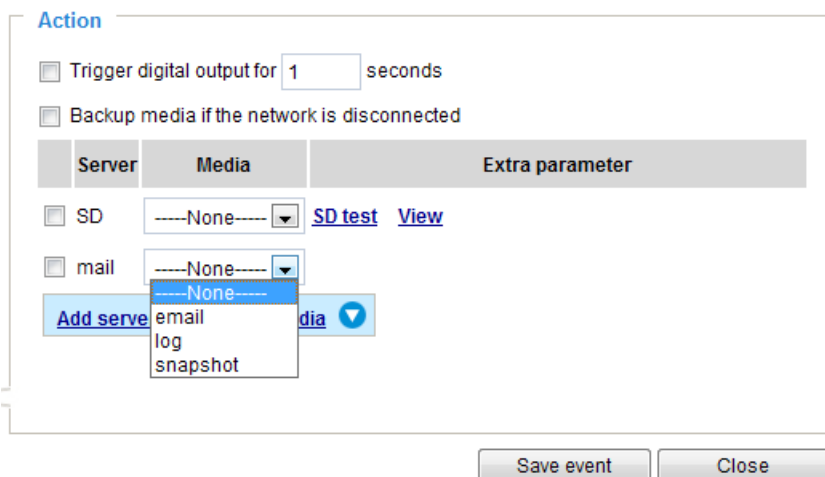 Action
Trigger digital output for 1 seconds
Backup media if the network is disconnected
Server Media Extra parameter
SD -----None----- SD test View
mail -----None-----
-----None-----
email
Add serve dia
log
snapshot
Save event Close